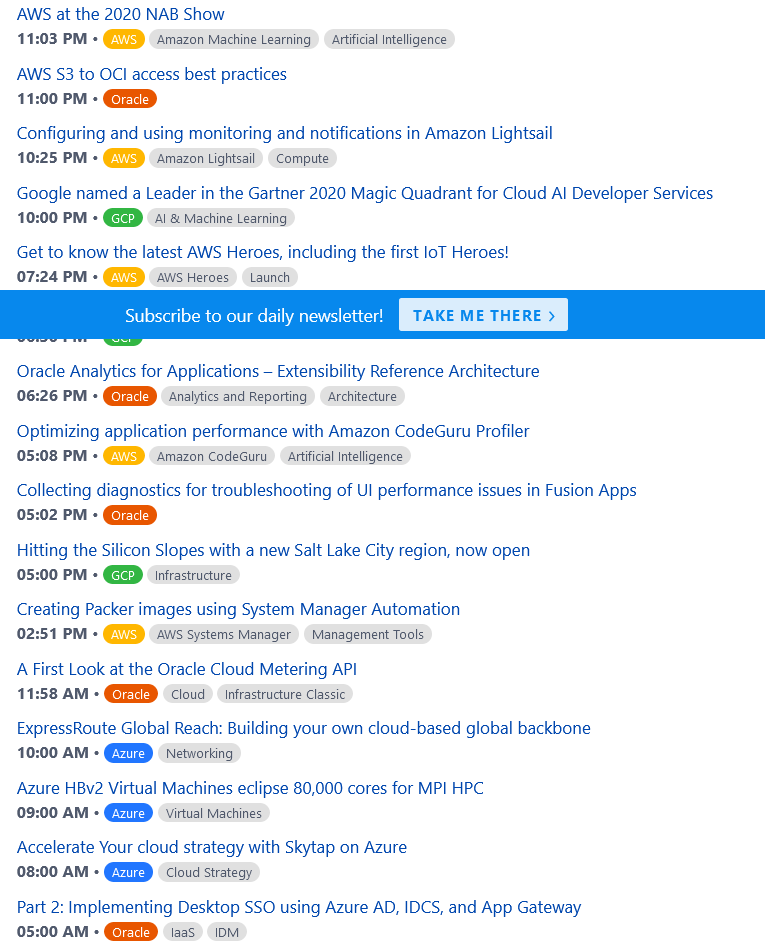 AWS at the 2020 NAB Show
11:03 PM • AWS Amazon Machine Learning Artificial Intelligence
AWS S3 to OCI access best practices
11:00 PM • Oracle
Configuring and using monitoring and notifications in Amazon Lightsail
10:25 PM • AWS Amazon Lightsail Compute
Google named a Leader in the Gartner 2020 Magic Quadrant for Cloud AI Developer Services
10:00 PM • GCP AI & Machine Learning
Get to know the latest AWS Heroes, including the first IoT Heroes!
07:24 PM • AWS AWS Heroes Launch
Subscribe to our daily newsletter! TAKE ME THERE >
PM • GCP
Oracle Analytics for Applications – Extensibility Reference Architecture
06:26 PM • Oracle Analytics and Reporting Architecture
Optimizing application performance with Amazon CodeGuru Profiler
05:08 PM • AWS Amazon CodeGuru Artificial Intelligence
Collecting diagnostics for troubleshooting of UI performance issues in Fusion Apps
05:02 PM • Oracle
Hitting the Silicon Slopes with a new Salt Lake City region, now open
05:00 PM • GCP Infrastructure
Creating Packer images using System Manager Automation
02:51 PM • AWS AWS Systems Manager Management Tools
A First Look at the Oracle Cloud Metering API
11:58 AM • Oracle Cloud Infrastructure Classic
ExpressRoute Global Reach: Building your own cloud-based global backbone
10:00 AM • Azure Networking
Azure HBv2 Virtual Machines eclipse 80,000 cores for MPI HPC
09:00 AM • Azure Virtual Machines
Accelerate Your cloud strategy with Skytap on Azure
08:00 AM • Azure Cloud Strategy
Part 2: Implementing Desktop SSO using Azure AD, IDCS, and App Gateway
05:00 AM • Oracle IaaS IDM